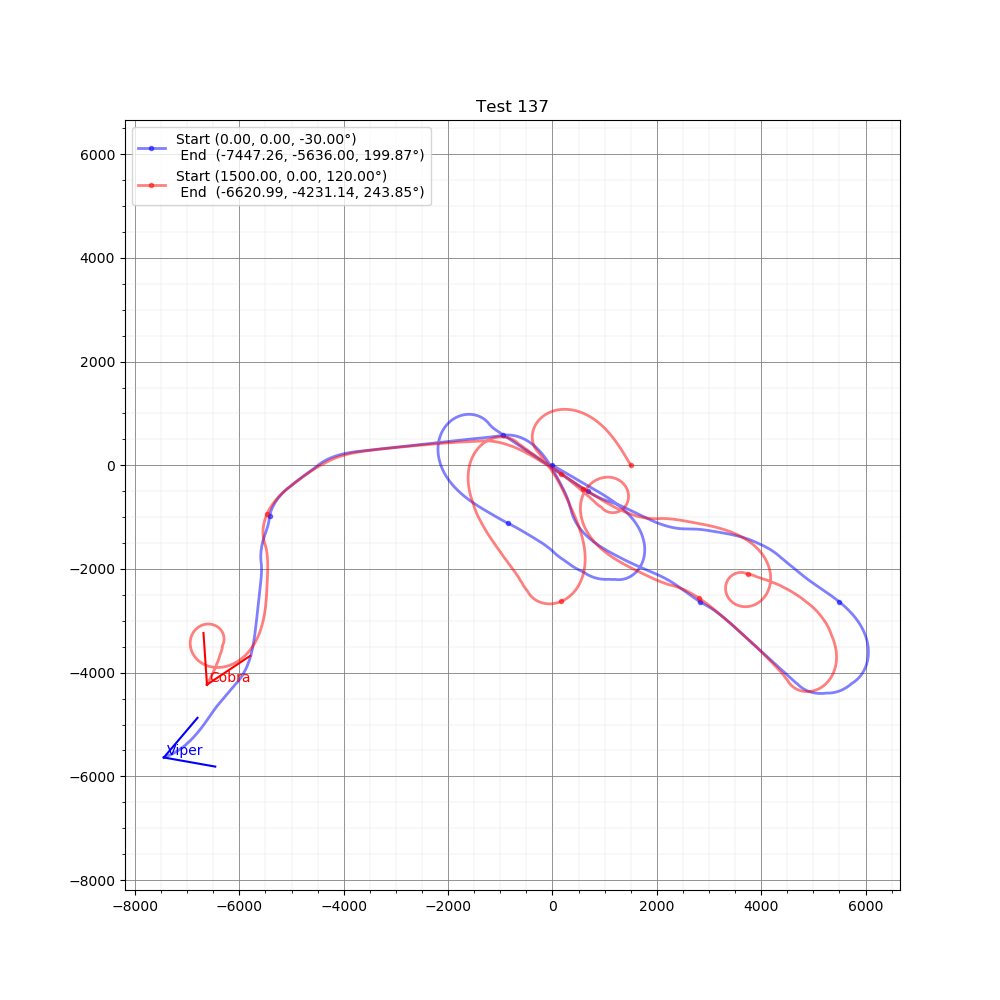 Test 137
Start (0.00, 0.00, -30.00°)
End  (-7447.26, -5636.00, 199.87°)
Start (1500.00, 0.00, 120.00°)
End  (-6620.99, -4231.14, 243.85°)
6000
4000
2000
0
−2000
−4000
−6000
−8000
Cobra
Viper
−8000 −6000 −4000 −2000 0 2000 4000 6000